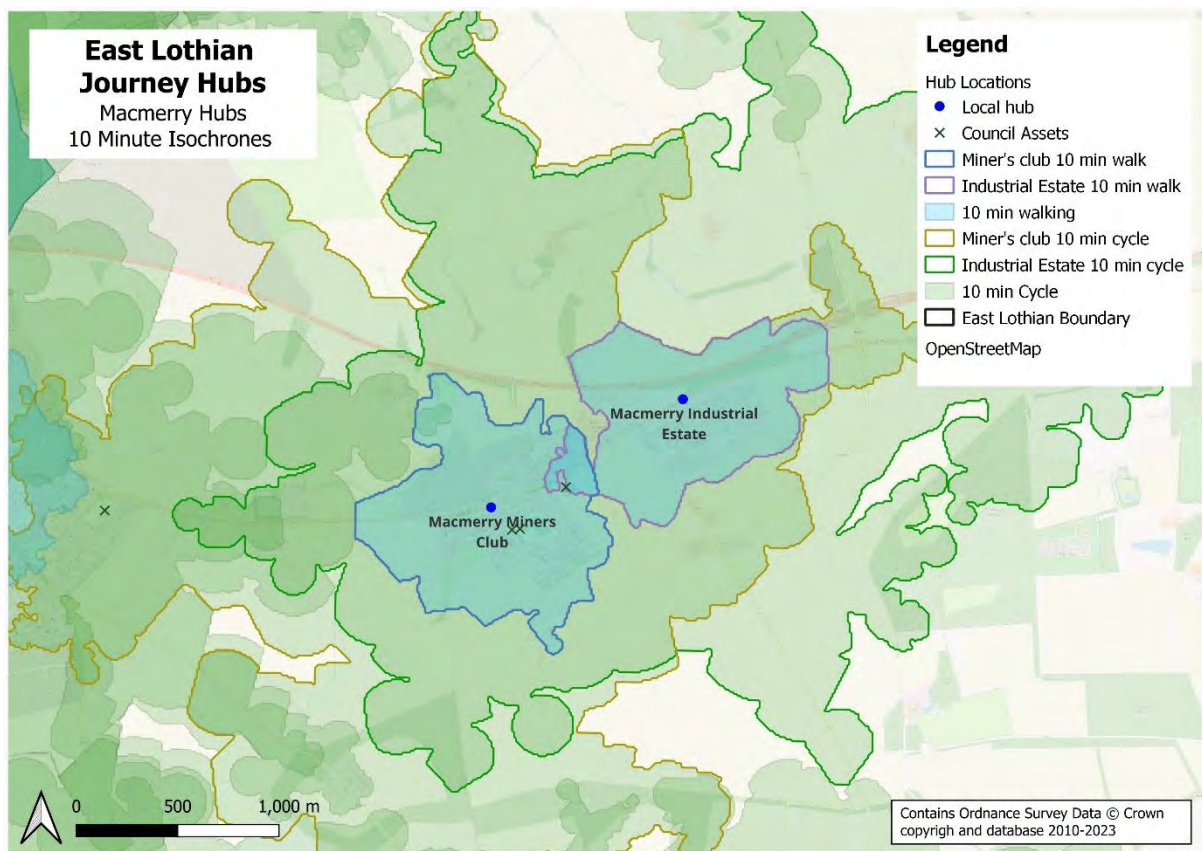 East Lothian
Journey Hubs
Macmerry Hubs
10 Minute Isochrones
Legend
Hub Locations
Local hub
Council Assets
Miner's club 10 min walk
Industrial Estate 10 min walk
10 min walking
Miner's club 10 min cycle
Industrial Estate 10 min cycle
10 min Cycle
East Lothian Boundary
OpenStreetMap
Macmerry Industrial
Estate
Macmerry Miners
Club
0 500 1,000 m
Contains Ordnance Survey Data © Crown
copyrigh and database 2010-2023